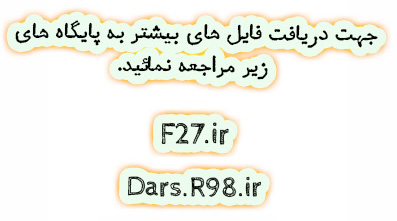 جهت دریافت فایل های بیشتر به پایگاه های
زیر مراجعه نمائید.
F27.ir
Dars.R98.ir